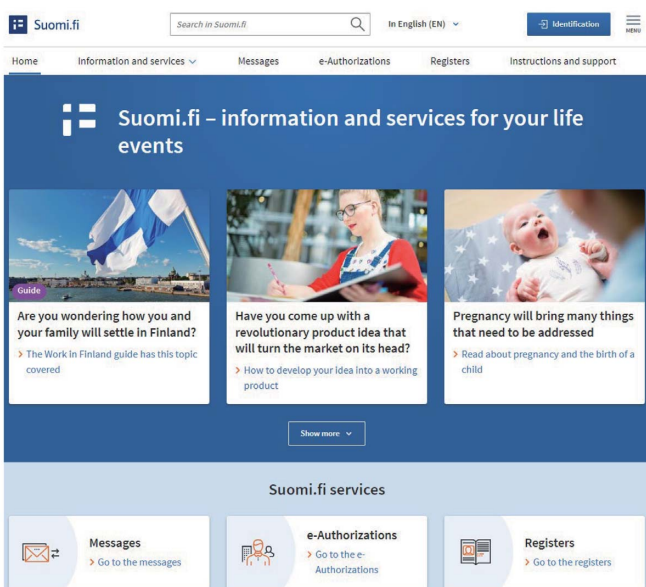 Suomi.fi
Search in Suomi.fi
In English (EN)
Identification
MENU
Home
Information and services
Messages
e-Authorizations
Registers
Instructions and support
Suomi.fi – information and services for your life
events
Guide
Are you wondering how you and
your family will settle in Finland?
The Work in Finland guide has this topic
covered
Have you come up with a
revolutionary product idea that
will turn the market on its head?
How to develop your idea into a working
product
Pregnancy will bring many things
that need to be addressed
Read about pregnancy and the birth of a
child
Show more
Suomi.fi services
Messages
Go to the messages
e-Authorizations
Go to the e-
Authorizations
Registers
Go to the registers